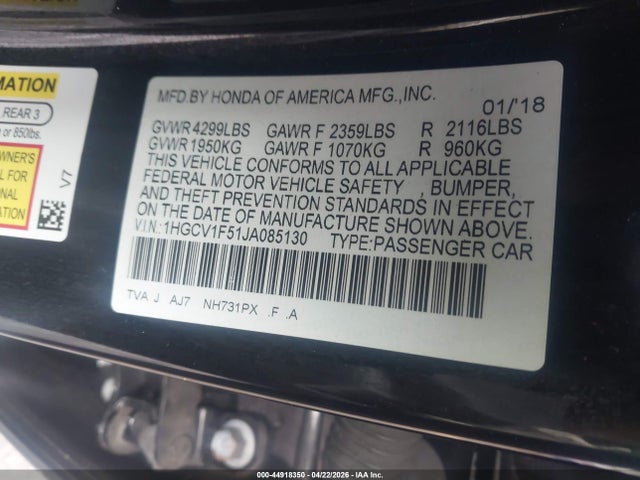 MATION
REAR 3
or 850lbs.
WNER'S
L FOR
ONAL
ON
V7
MFD.BY HONDA OF AMERICA MFG.,INC.
01/'18
GVWR 4299LBS GAWR F 2359LBS R 2116LBS
GVWR 1950KG GAWR F 1070KG R 960KG
THIS VEHICLE CONFORMS TO ALL APPLICABLE
FEDERAL MOTOR VEHICLE SAFETY , BUMPER,
AND THEFT PREVENTION STANDARDS IN EFFECT
ON THE DATE OF MANUFACTURE SHOWN ABOVE.
V.I.N.:1HGCV1F51JA085130 TYPE:PASSENGER CAR
TVA J AJ7 NH731PX .F .A
000-44918350 - 04/22/2026 - IAA Inc.